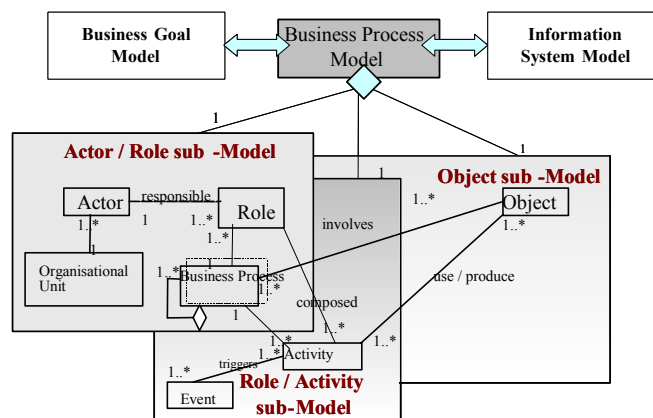 Business Goal
Model
Business Process
Model
Information
System Model
1
1
1
Actor / Role sub -Model
Object sub -Model
Actor
responsible
Role
1..*
1
1..*
1..*
involves
1..*
Object
1..*
1
Organisational
Unit
1
1..*
Business Process
1..*
use / produce
composed
1
1..*
1..*
1..*
1..*
Activity
triggers
1..*
Event
Role / Activity
sub-Model